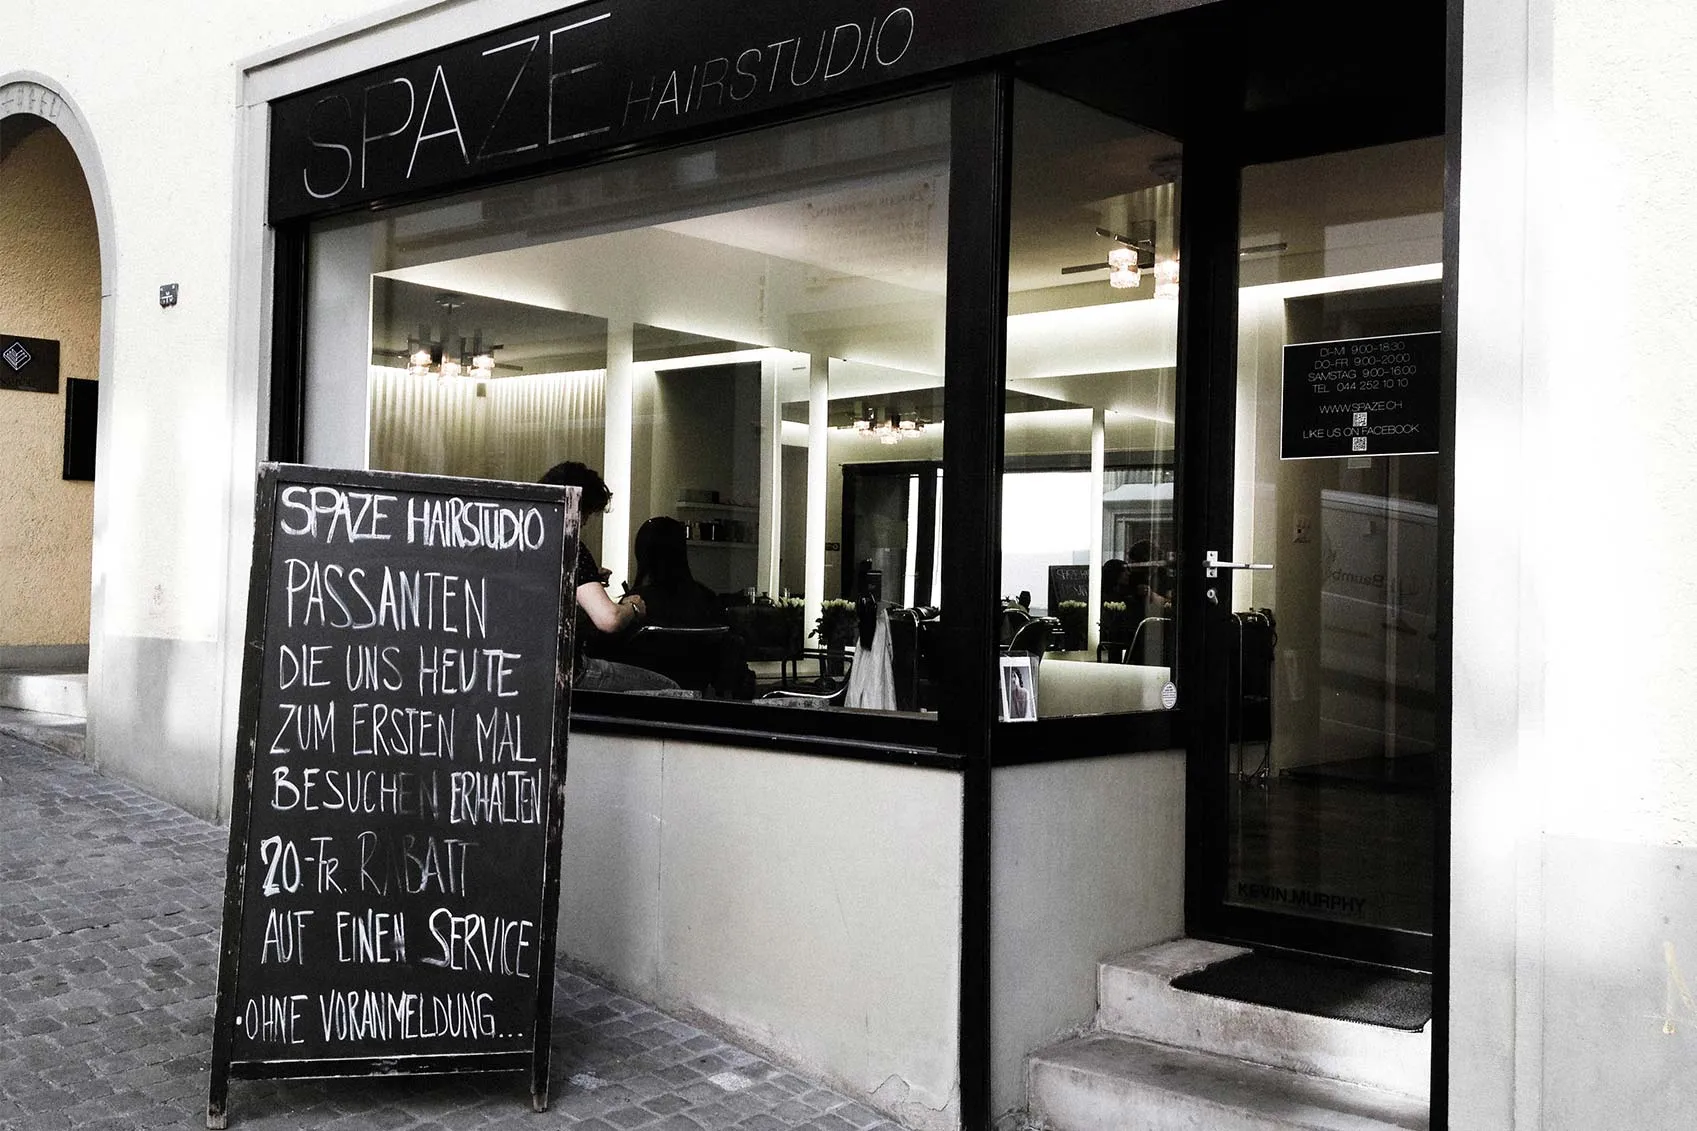 SPAZE HAIRSTUDIO
SPAZE HAIRSTUDIO
PASSANTEN
DIE UNS HEUTE
ZUM ERSTEN MAL
BESUCHEN ERHALTEN
20.-FR. RABATT
AUF EINEN SERVICE
•OHNE VORANMELDUNG...
DI-MI 9:00-18:30
DO-FR 9:00-20:00
SAMSTAG 9:00-16:00
TEL 044 252 10 10
WWW.SPAZE.CH
LIKE US ON FACEBOOK
KEVIN.MURPHY